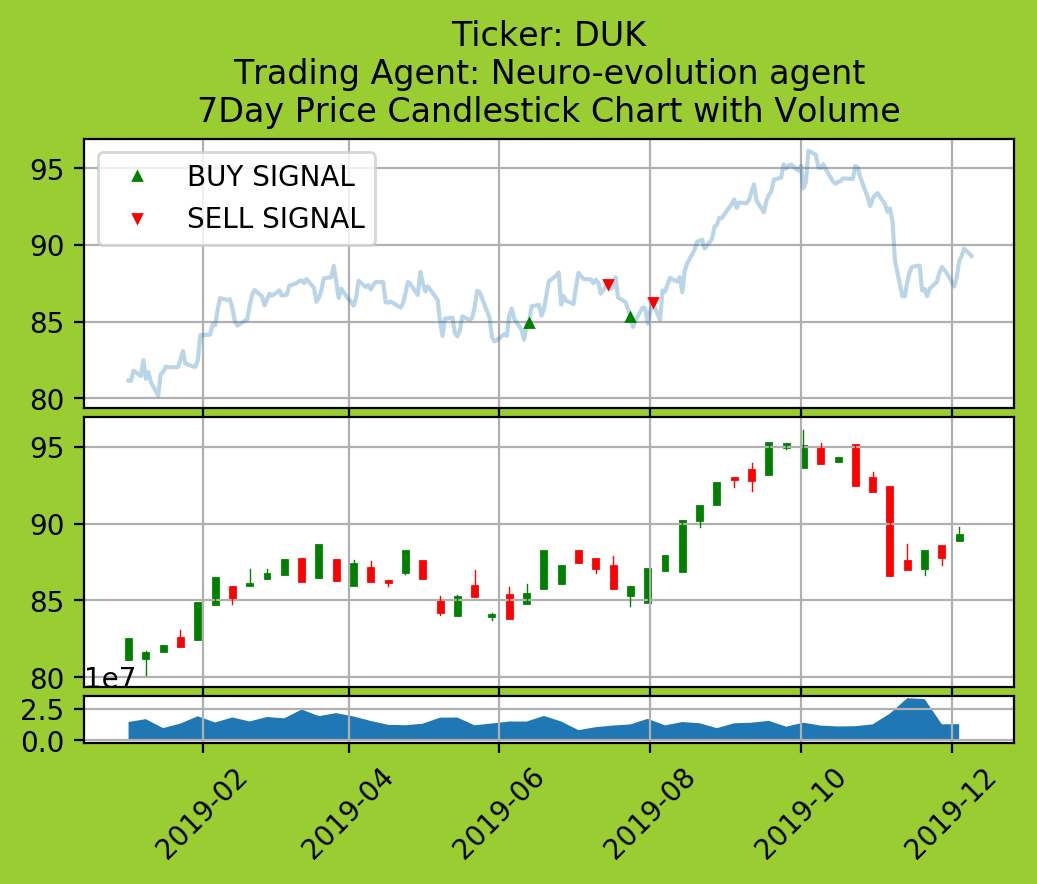 Ticker: DUK
Trading Agent: Neuro-evolution agent
7Day Price Candlestick Chart with Volume
BUY SIGNAL
SELL SIGNAL
95
90
85
80
95
90
85
80
1e7
2.5
0.0
2019-02
2019-04
2019-06
2019-08
2019-10
2019-12